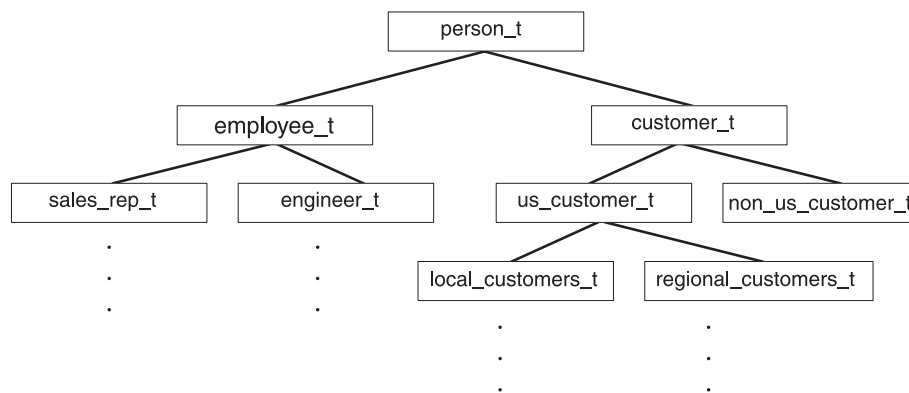 person_t
employee_t
customer_t
sales_rep_t
engineer_t
us_customer_t
non_us_customer_t
local_customers_t
regional_customers_t